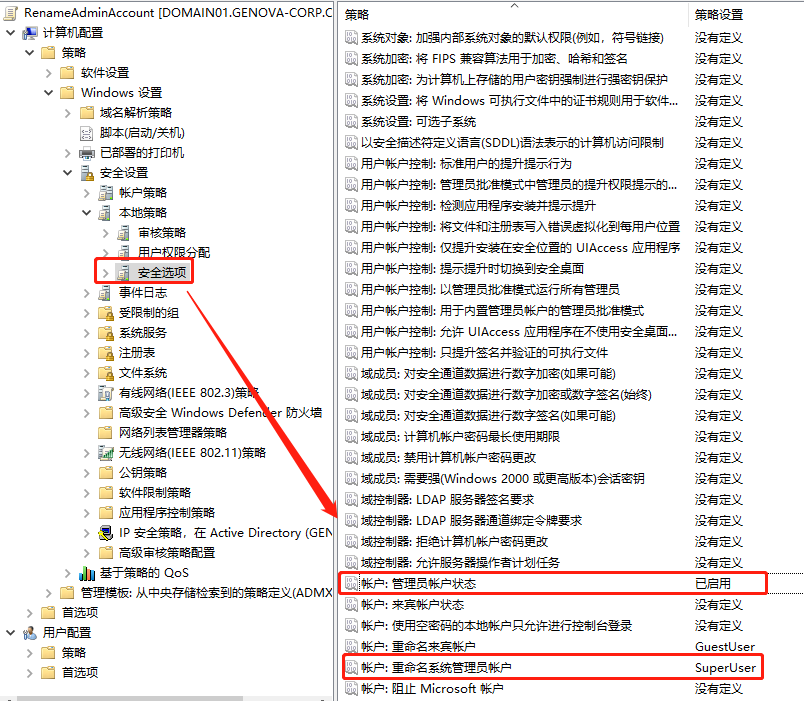 RenameAdminAccount [DOMAIN01.GENOVA-CORP.C
计算机配置
策略
软件设置
Windows 设置
域名解析策略
脚本(启动/关机)
已部署的打印机
安全设置
帐户策略
本地策略
审核策略
用户权限分配
安全选项
事件日志
受限制的组
系统服务
注册表
文件系统
有线网络(IEEE 802.3)策略
高级安全 Windows Defender 防火墙
网络列表管理器策略
无线网络(IEEE 802.11)策略
公钥策略
软件限制策略
应用程序控制策略
IP 安全策略，在 Active Directory (GEN
高级审核策略配置
基于策略的 QoS
管理模板: 从中央存储检索到的策略定义(ADMX
首选项
用户配置
策略
首选项
策略 策略设置
系统对象: 加强内部系统对象的默认权限(例如，符号链接) 没有定义
系统加密: 将 FIPS 兼容算法用于加密、哈希和签名 没有定义
系统加密: 为计算机上存储的用户密钥强制进行强密钥保护 没有定义
系统设置: 将 Windows 可执行文件中的证书规则用于软件... 没有定义
系统设置: 可选子系统 没有定义
以安全描述符定义语言(SDDL)语法表示的计算机访问限制 没有定义
用户帐户控制: 标准用户的提升提示行为 没有定义
用户帐户控制: 管理员批准模式中管理员的提升权限提示的... 没有定义
用户帐户控制: 检测应用程序安装并提示提升 没有定义
用户帐户控制: 将文件和注册表写入错误虚拟化到每用户位置 没有定义
用户帐户控制: 仅提升安装在安全位置的 UIAccess 应用程序 没有定义
用户帐户控制: 提示提升时切换到安全桌面 没有定义
用户帐户控制: 以管理员批准模式运行所有管理员 没有定义
用户帐户控制: 用于内置管理员帐户的管理员批准模式 没有定义
用户帐户控制: 允许 UIAccess 应用程序在不使用安全桌面... 没有定义
用户帐户控制: 只提升签名并验证的可执行文件 没有定义
域成员: 对安全通道数据进行数字加密(如果可能) 没有定义
域成员: 对安全通道数据进行数字加密或数字签名(始终) 没有定义
域成员: 对安全通道数据进行数字签名(如果可能) 没有定义
域成员: 计算机帐户密码最长使用期限 没有定义
域成员: 禁用计算机帐户密码更改 没有定义
域成员: 需要强(Windows 2000 或更高版本)会话密钥 没有定义
域控制器: LDAP 服务器签名要求 没有定义
域控制器: LDAP 服务器通道绑定令牌要求 没有定义
域控制器: 拒绝计算机帐户密码更改 没有定义
域控制器: 允许服务器操作者计划任务 没有定义
帐户: 管理员帐户状态 已启用
帐户: 来宾帐户状态 没有定义
帐户: 使用空密码的本地帐户只允许进行控制台登录 没有定义
帐户: 重命名来宾帐户 GuestUser
帐户: 重命名系统管理员帐户 SuperUser
帐户: 阻止 Microsoft 帐户 没有定义